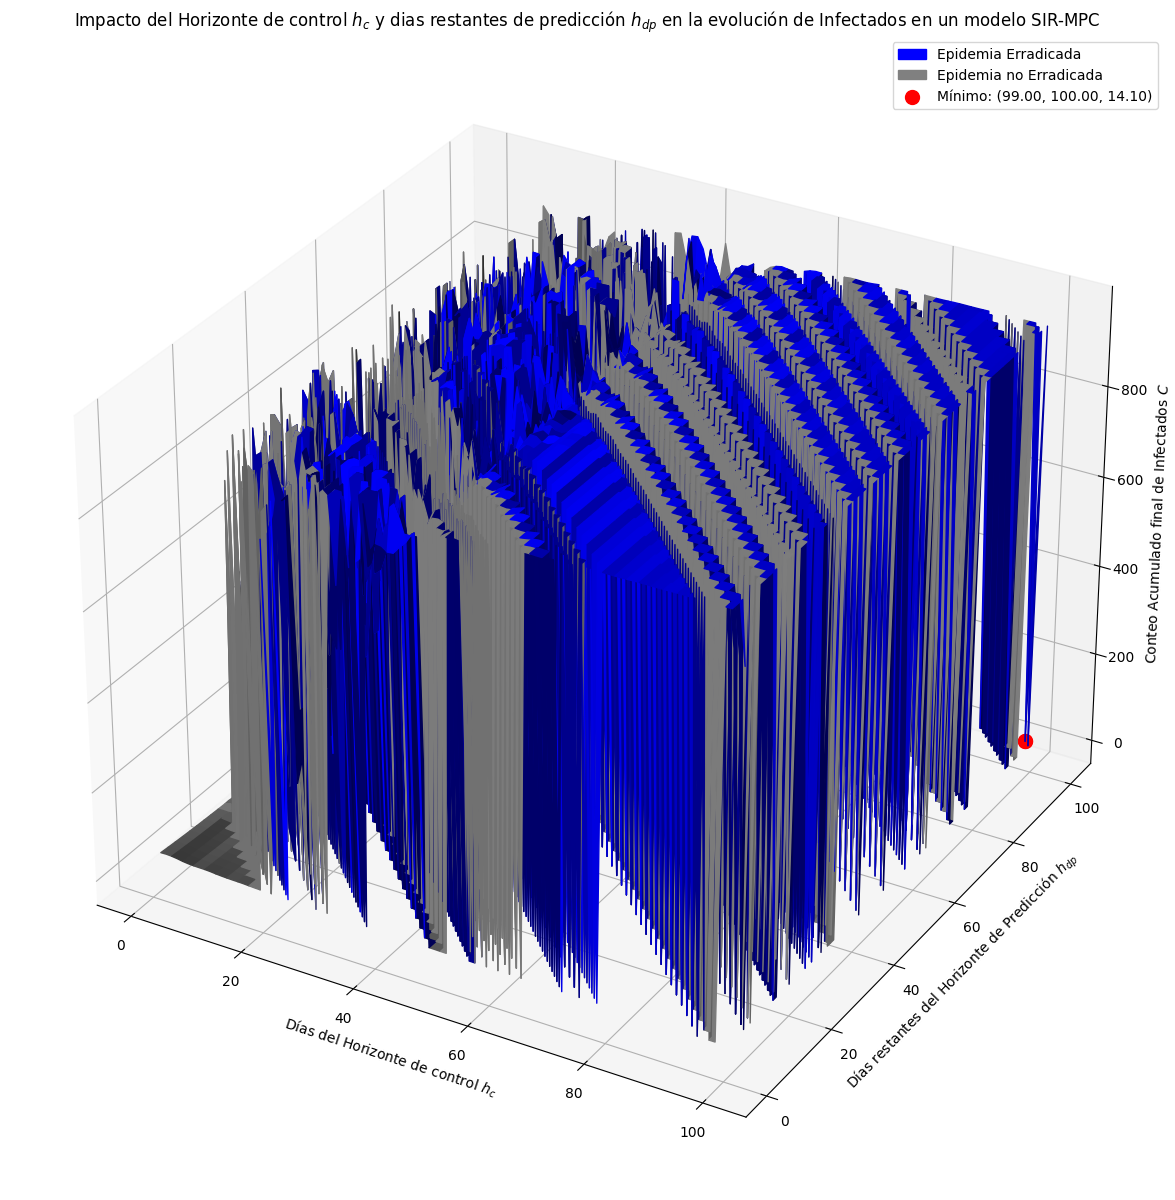 Impacto del Horizonte de control $h_c$ y dias restantes de predicción $h_{dp}$ en la evolución de Infectados en un modelo SIR-MPC
Epidemia Erradicada
Epidemia no Erradicada
Mínimo: (99.00, 100.00, 14.10)
800
600
400
200
0
Conteo Acumulado final de Infectados C
100
80
60
40
20
0
Días restantes del Horizonte de Predicción $h_{dp}$
0
20
40
60
80
100
Días del Horizonte de control $h_c$